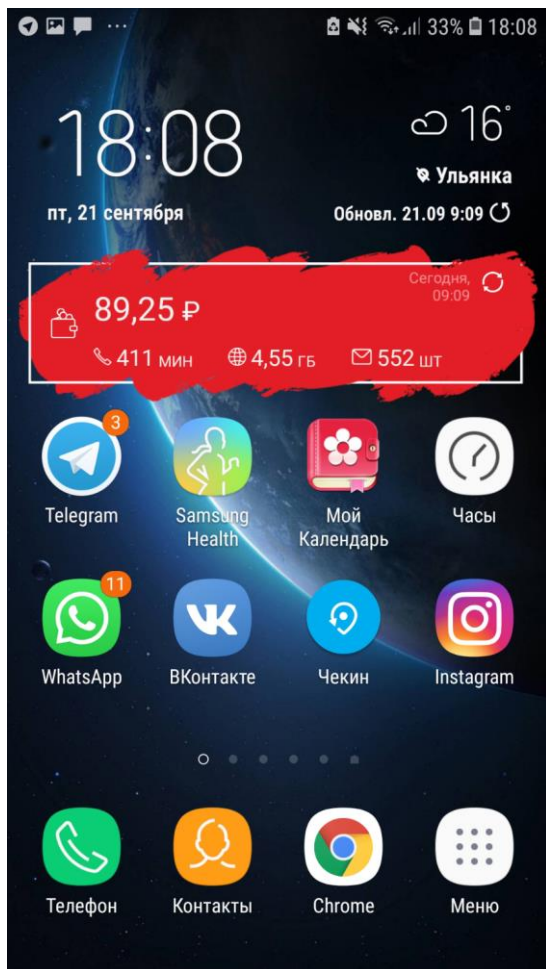 33% 18:08
18:08
16°
Ульянка
пт, 21 сентября
Обновл. 21.09 9:09
Сегодня,
09:09
89,25 ₽
411 мин 4,55 гб 552 шт
3
Telegram
Samsung
Health
Мой
Календарь
Часы
11
WhatsApp
ВКонтакте
Чекин
Instagram
Телефон
Контакты
Chrome
Меню